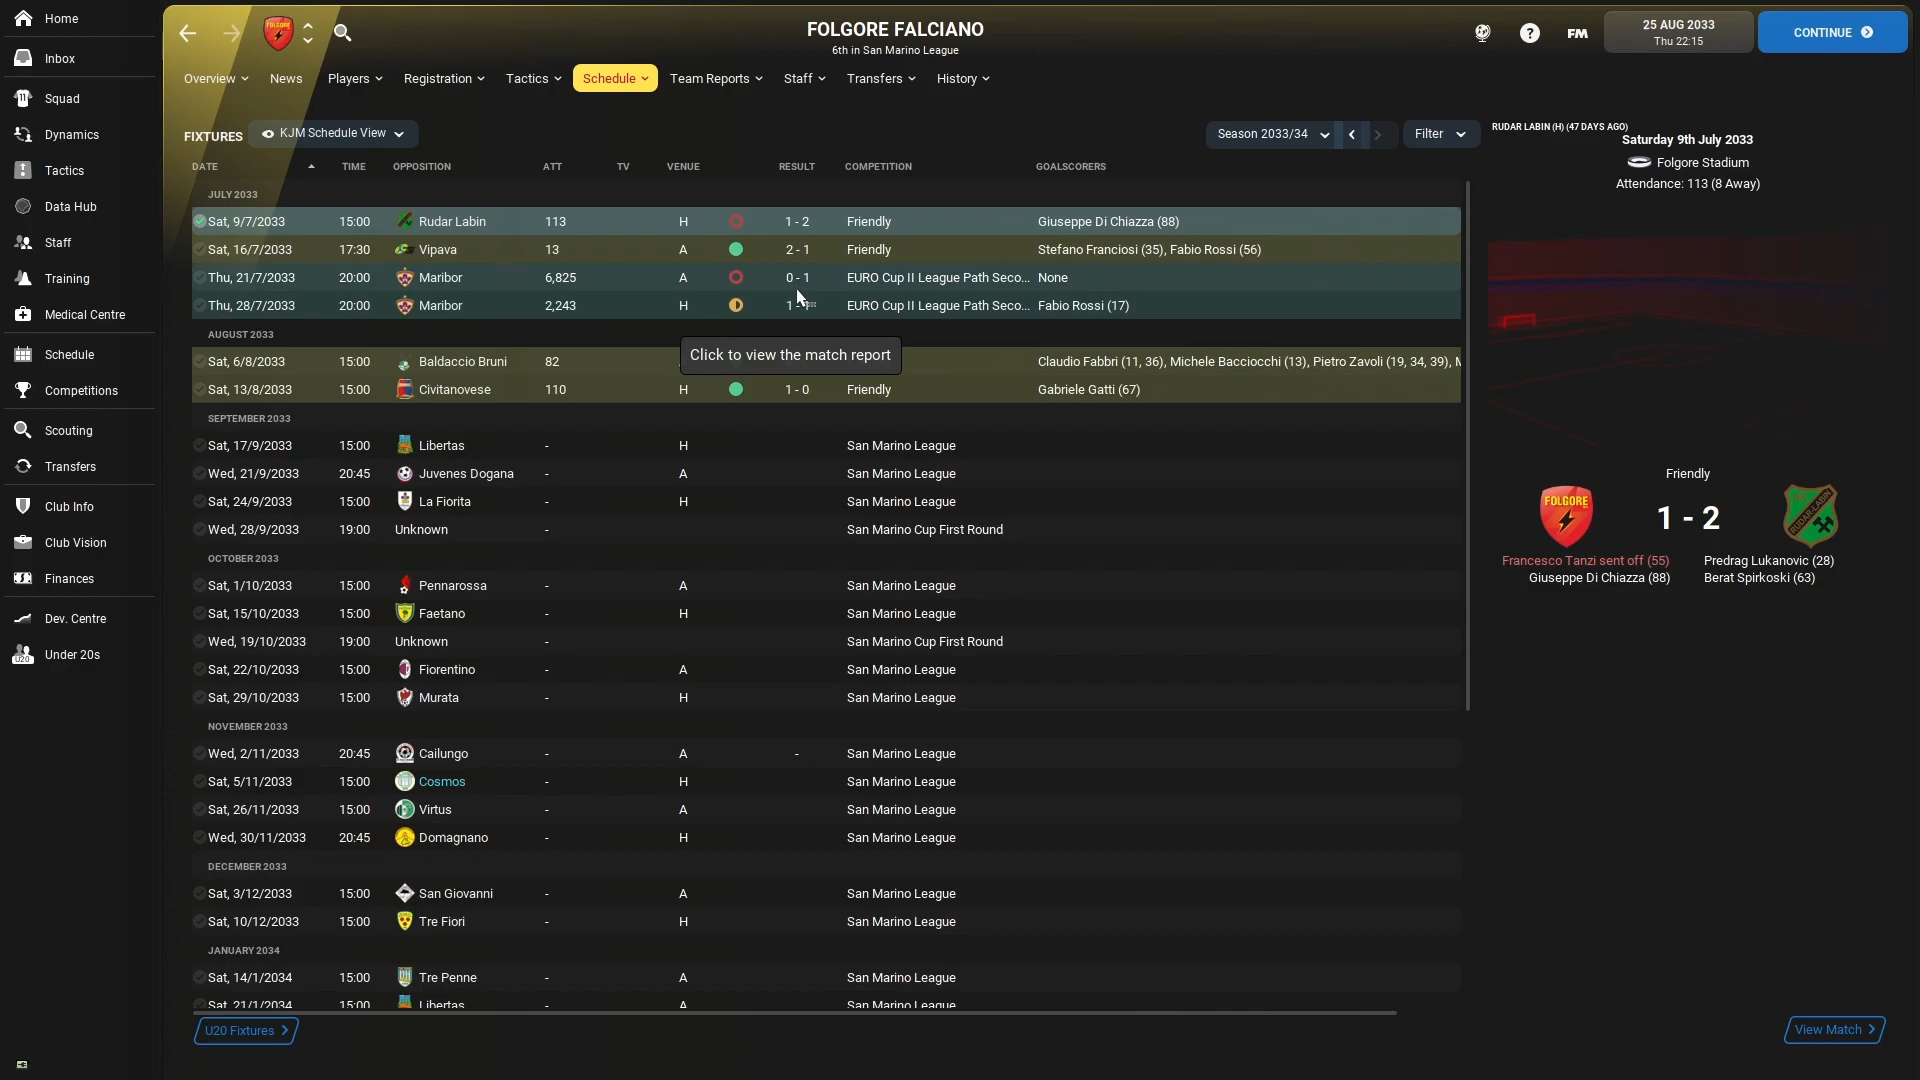 Home
Inbox
Squad
Dynamics
Tactics
Data Hub
Staff
Training
Medical Centre
Schedule
Competitions
Scouting
Transfers
Club Info
Club Vision
Finances
Dev. Centre
U20 Under 20s
FOLGORE
FOLGORE FALCIANO
6th in San Marino League
FM
25 AUG 2033
Thu 22:15
CONTINUE
Overview News Players Registration Tactics Schedule Team Reports Staff Transfers History
FIXTURES KJM Schedule View Season 2033/34 Filter
DATE TIME OPPOSITION ATT TV VENUE RESULT COMPETITION GOALSCORERS
JULY 2033
Sat, 9/7/2033 15:00 Rudar Labin 113 H 1 - 2 Friendly Giuseppe Di Chiazza (88)
Sat, 16/7/2033 17:30 Vipava 13 A 2 - 1 Friendly Stefano Franciosi (35), Fabio Rossi (56)
Thu, 21/7/2033 20:00 Maribor 6,825 A 0 - 1 EURO Cup II League Path Seco... None
Thu, 28/7/2033 20:00 Maribor 2,243 H 1 - EURO Cup II League Path Seco... Fabio Rossi (17)
AUGUST 2033
Sat, 6/8/2033 15:00 Baldaccio Bruni 82 Claudio Fabbri (11, 36), Michele Bacciocchi (13), Pietro Zavoli (19, 34, 39),
Click to view the match report
Sat, 13/8/2033 15:00 Civitanovese 110 H 1 - 0 Friendly Gabriele Gatti (67)
SEPTEMBER 2033
Sat, 17/9/2033 15:00 Libertas - H San Marino League
Wed, 21/9/2033 20:45 Juvenes Dogana - A San Marino League
Sat, 24/9/2033 15:00 La Fiorita - H San Marino League
Wed, 28/9/2033 19:00 Unknown - San Marino Cup First Round
OCTOBER 2033
Sat, 1/10/2033 15:00 Pennarossa - A San Marino League
Sat, 15/10/2033 15:00 Faetano - H San Marino League
Wed, 19/10/2033 19:00 Unknown - San Marino Cup First Round
Sat, 22/10/2033 15:00 Fiorentino - A San Marino League
Sat, 29/10/2033 15:00 Murata - H San Marino League
NOVEMBER 2033
Wed, 2/11/2033 20:45 Cailungo - A - San Marino League
Sat, 5/11/2033 15:00 Cosmos - H San Marino League
Sat, 26/11/2033 15:00 Virtus - A San Marino League
Wed, 30/11/2033 20:45 Domagnano - H San Marino League
DECEMBER 2033
Sat, 3/12/2033 15:00 San Giovanni - A San Marino League
Sat, 10/12/2033 15:00 Tre Fiori - H San Marino League
JANUARY 2034
Sat, 14/1/2034 15:00 Tre Penne - A San Marino League
Sat, 21/1/2034 15:00 Libertas - A San Marino League
U20 Fixtures
RUDAR LABIN (H) (47 DAYS AGO)
Saturday 9th July 2033
Folgore Stadium
Attendance: 113 (8 Away)
Friendly
FOLGORE
1 - 2
RUDAR-LABIN
Francesco Tanzi sent off (55) Predrag Lukanovic (28)
Giuseppe Di Chiazza (88) Berat Spirkoski (63)
View Match